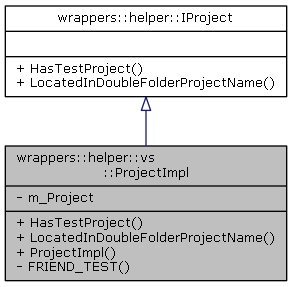 wrappers::helper::IProject
+ HasTestProject()
+ LocatedInDoubleFolderProjectName()
wrappers::helper::vs
::ProjectImpl
- m_Project
+ HasTestProject()
+ LocatedInDoubleFolderProjectName()
+ ProjectImpl()
- FRIEND_TEST()